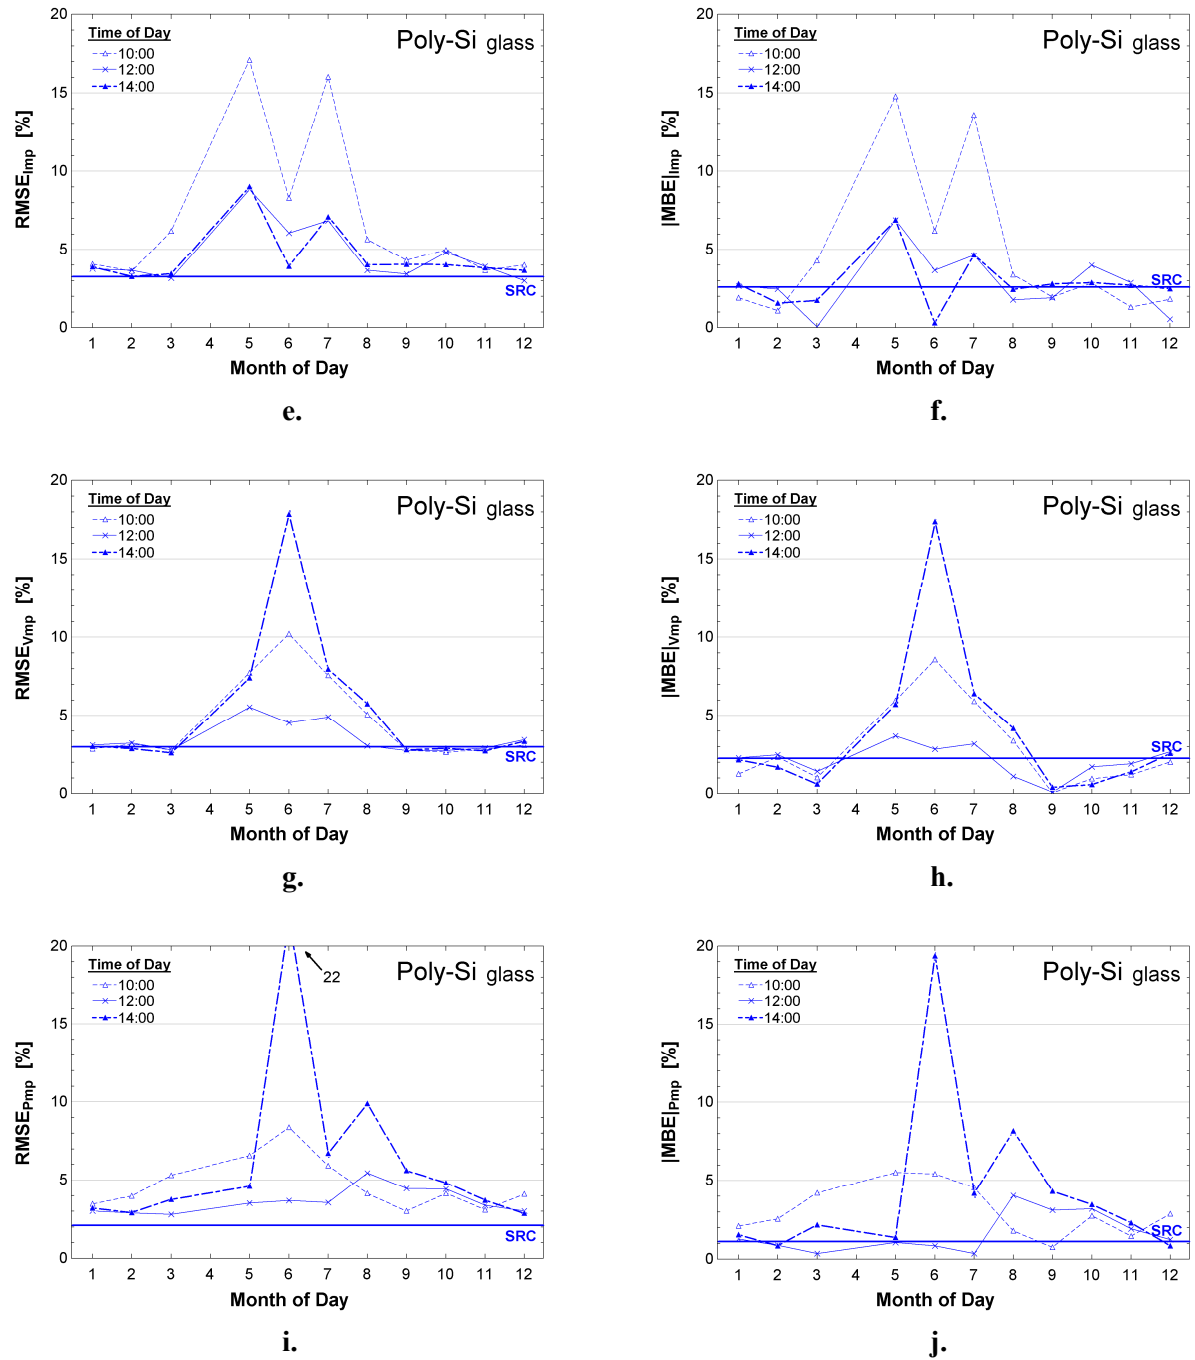 20
15
10
5
0
RMSE_Imp [%]
Time of Day
10:00
12:00
14:00
Poly-Si glass
SRC
1 2 3 4 5 6 7 8 9 10 11 12
Month of Day
e.
20
15
10
5
0
|MBE|_Imp [%]
Time of Day
10:00
12:00
14:00
Poly-Si glass
SRC
1 2 3 4 5 6 7 8 9 10 11 12
Month of Day
f.
20
15
10
5
0
RMSE_Vmp [%]
Time of Day
10:00
12:00
14:00
Poly-Si glass
SRC
1 2 3 4 5 6 7 8 9 10 11 12
Month of Day
g.
20
15
10
5
0
|MBE|_Vmp [%]
Time of Day
10:00
12:00
14:00
Poly-Si glass
SRC
1 2 3 4 5 6 7 8 9 10 11 12
Month of Day
h.
20
15
10
5
0
RMSE_Pmp [%]
Time of Day
10:00
12:00
14:00
22
Poly-Si glass
SRC
1 2 3 4 5 6 7 8 9 10 11 12
Month of Day
i.
20
15
10
5
0
|MBE|_Pmp [%]
Time of Day
10:00
12:00
14:00
Poly-Si glass
SRC
1 2 3 4 5 6 7 8 9 10 11 12
Month of Day
j.